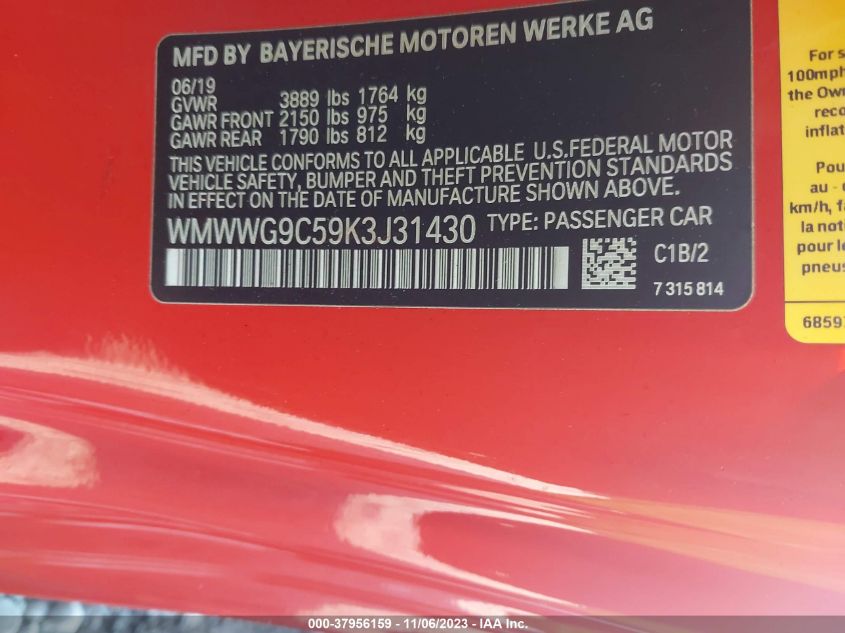 MFD BY BAYERISCHE MOTOREN WERKE AG
06/19
GVWR 3889 lbs 1764 kg
GAWR FRONT 2150 lbs 975 kg
GAWR REAR 1790 lbs 812 kg
THIS VEHICLE CONFORMS TO ALL APPLICABLE U.S.FEDERAL MOTOR
VEHICLE SAFETY, BUMPER AND THEFT PREVENTION STANDARDS
IN EFFECT ON THE DATE OF MANUFACTURE SHOWN ABOVE.
WMWWG9C59K3J31430 TYPE: PASSENGER CAR
C1B/2
7 315 814
For s
100mph
the Own
reco
inflat
Pou
au -
km/h, fa
la noti
pour le
pneus
6859
000-37956159 - 11/06/2023 - IAA Inc.